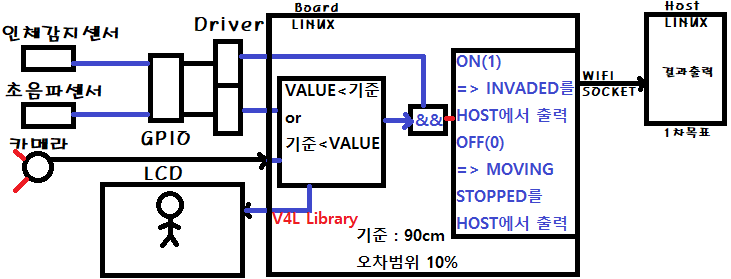 인체감지센서
초음파센서
카메라
GPIO
Driver
LCD
Board
LINUX
VALUE<기준
or
기준<VALUE
&&
ON(1)
=> INVADED를
HOST에서 출력
OFF(0)
=> MOVING
STOPPED를
HOST에서 출력
V4L Library
기준 : 90cm
오차범위 10%
WIFI
SOCKET
Host
LINUX
결과출력
1차목표